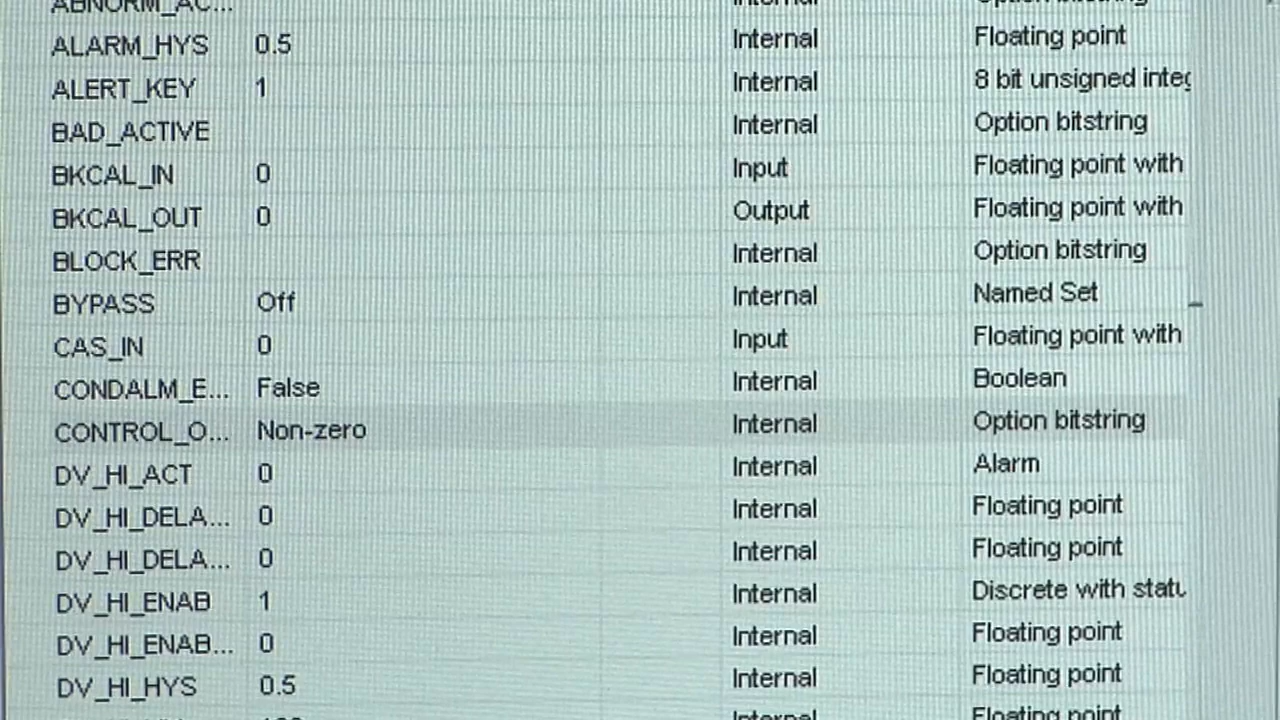 ABNORM_AC...
ALARM_HYS 0.5 Internal Floating point
ALERT_KEY 1 Internal 8 bit unsigned integ
BAD_ACTIVE Internal Option bitstring
BKCAL_IN 0 Input Floating point with
BKCAL_OUT 0 Output Floating point with
BLOCK_ERR Internal Option bitstring
BYPASS Off Internal Named Set
CAS_IN 0 Input Floating point with
CONDALM_E... False Internal Boolean
CONTROL_O... Non-zero Internal Option bitstring
DV_HI_ACT 0 Internal Alarm
DV_HI_DELA... 0 Internal Floating point
DV_HI_DELA... 0 Internal Floating point
DV_HI_ENAB 1 Internal Discrete with statu
DV_HI_ENAB... 0 Internal Floating point
DV_HI_HYS 0.5 Internal Floating point
Internal Floating point